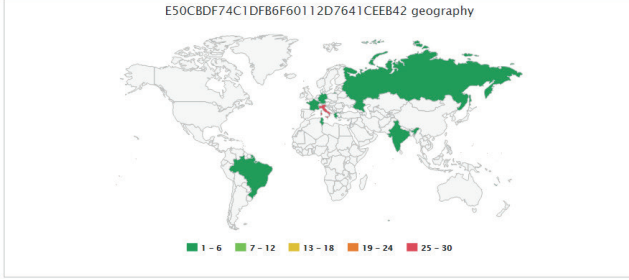 E50CBDF74C1DFB6F60112D7641CEEB42 geography
1 – 6 7 – 12 13 – 18 19 – 24 25 – 30